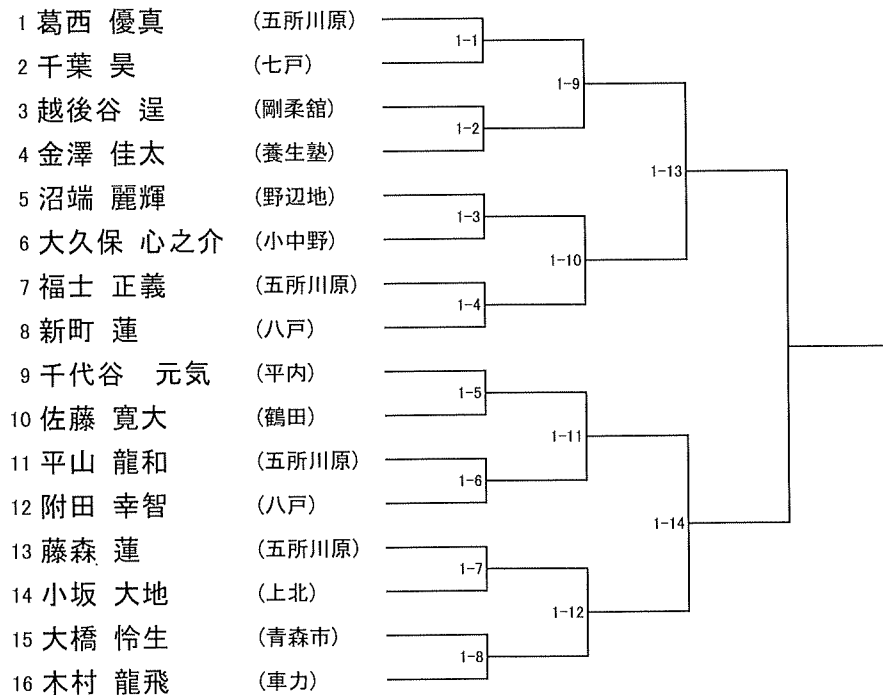 1 葛西 優真 (五所川原)
2 千葉 昊 (七戸)
3 越後谷 逞 (剛柔舘)
4 金澤 佳太 (養生塾)
5 沼端 麗輝 (野辺地)
6 大久保 心之介 (小中野)
7 福士 正義 (五所川原)
8 新町 蓮 (八戸)
9 千代谷 元気 (平内)
10 佐藤 寛大 (鶴田)
11 平山 龍和 (五所川原)
12 附田 幸智 (八戸)
13 藤森 蓮 (五所川原)
14 小坂 大地 (上北)
15 大橋 怜生 (青森市)
16 木村 龍飛 (車力)
1-1
1-2
1-3
1-4
1-5
1-6
1-7
1-8
1-9
1-10
1-11
1-12
1-13
1-14